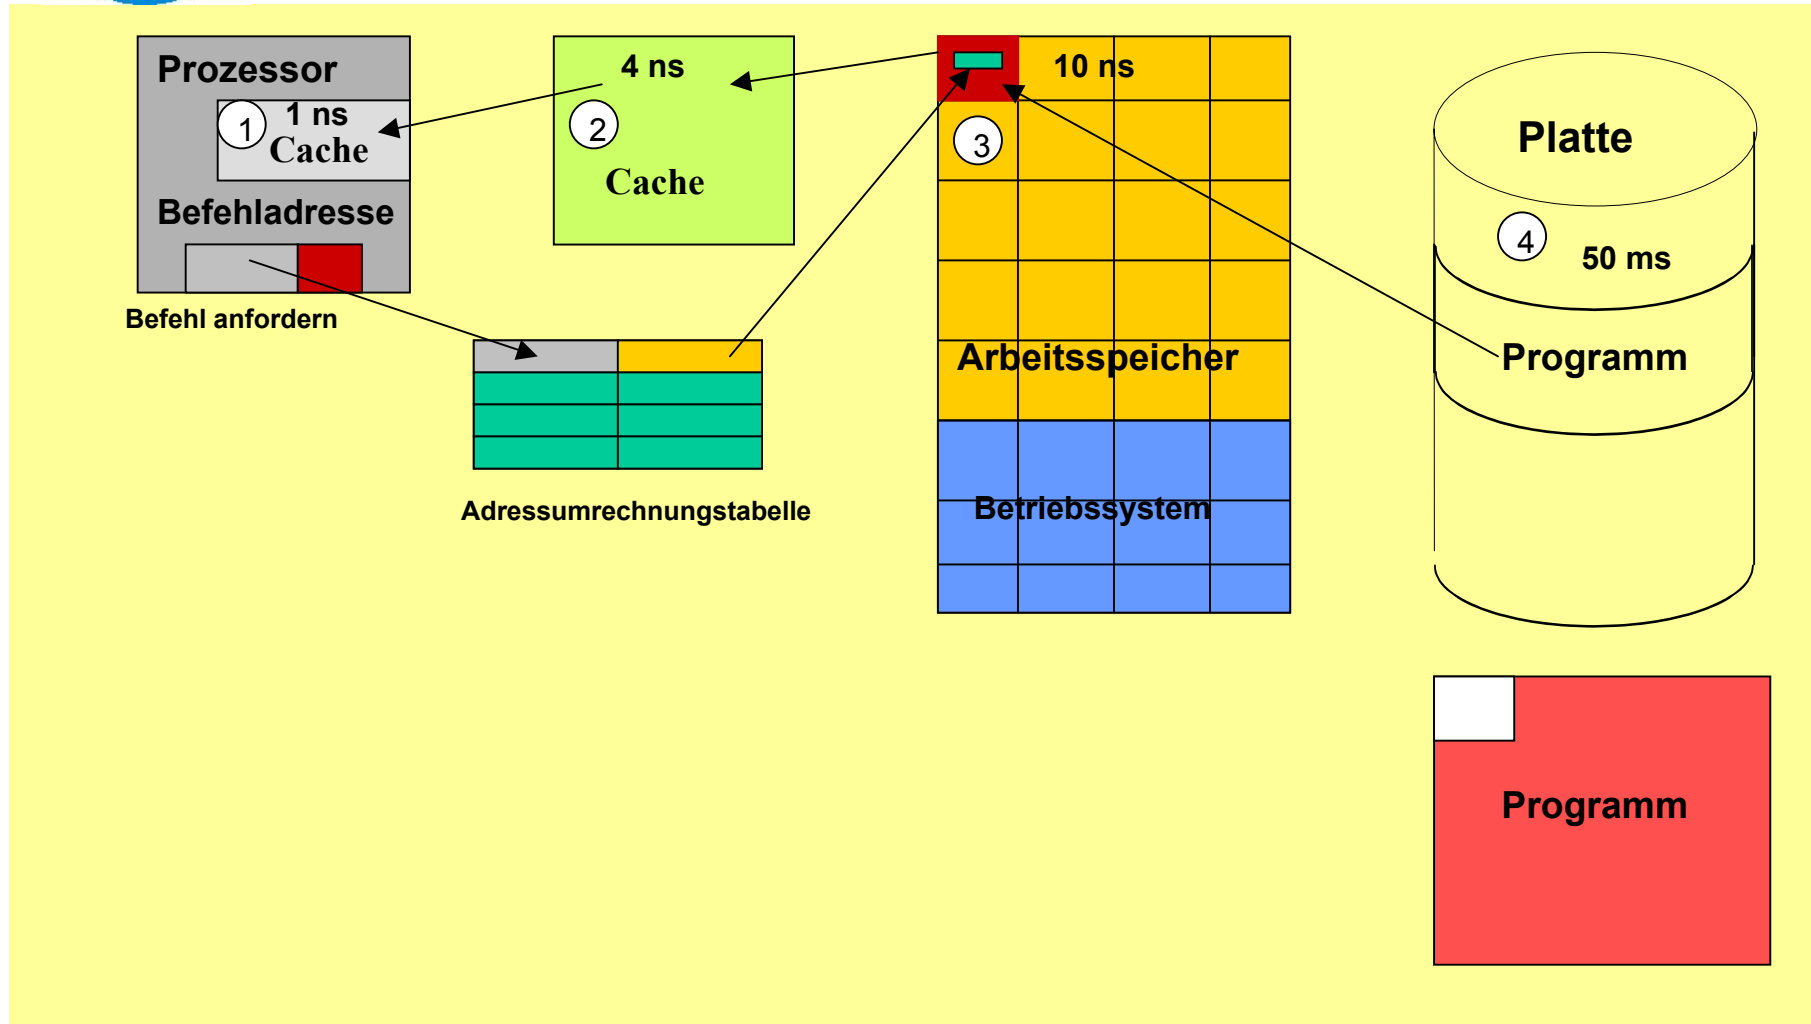 Prozessor
1 1 ns
Cache
Befehladresse
Befehl anfordern
4 ns
2
Cache
Adressumrechnungstabelle
10 ns
3
Arbeitsspeicher
Betriebssystem
Platte
4
50 ms
Programm
Programm